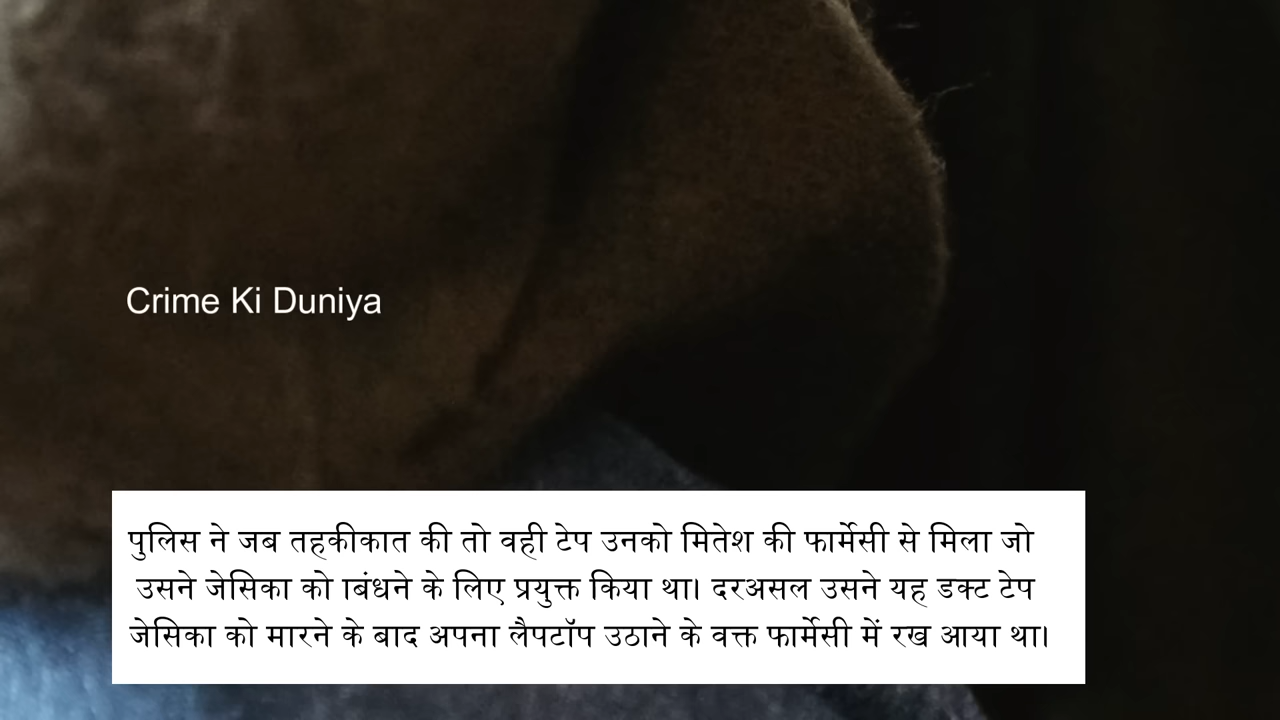 Crime Ki Duniya
पुलिस ने जब तहकीकात की तो वही टेप उनको मितेश की फार्मेसी से मिला जो
उसने जेसिका को ाबंधने के लिए प्रयुक्त किया था। दरअसल उसने यह डक्ट टेप
जेसिका को मारने के बाद अपना लैपटॉप उठाने के वक्त फार्मेसी में रख आया था।